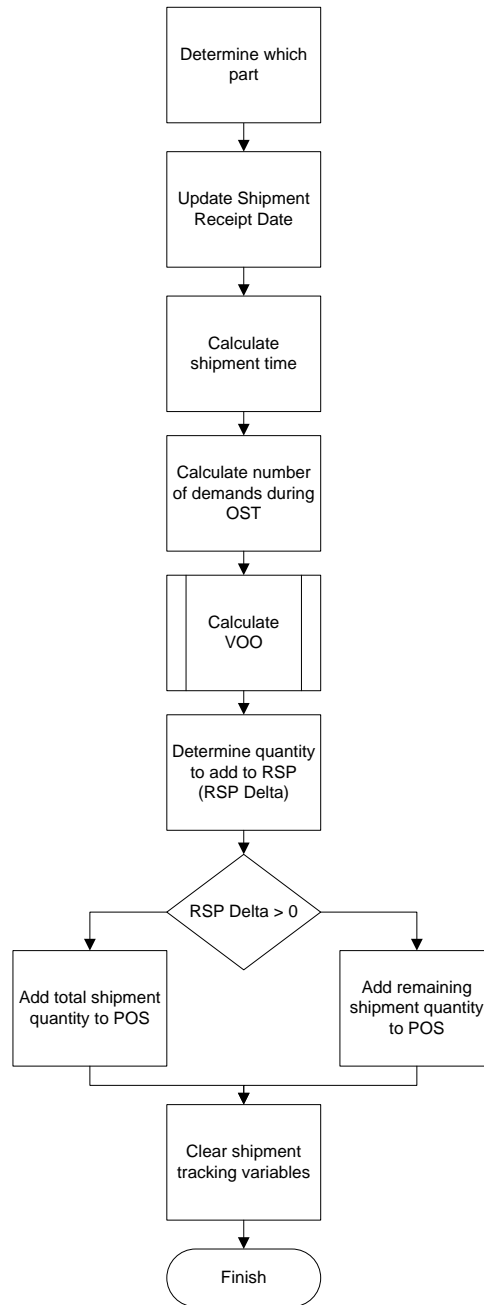 Determine which
part
Update Shipment
Receipt Date
Calculate
shipment time
Calculate number
of demands during
OST
Calculate
VOO
Determine quantity
to add to RSP
(RSP Delta)
RSP Delta > 0
Add total shipment
quantity to POS
Add remaining
shipment quantity
to POS
Clear shipment
tracking variables
Finish